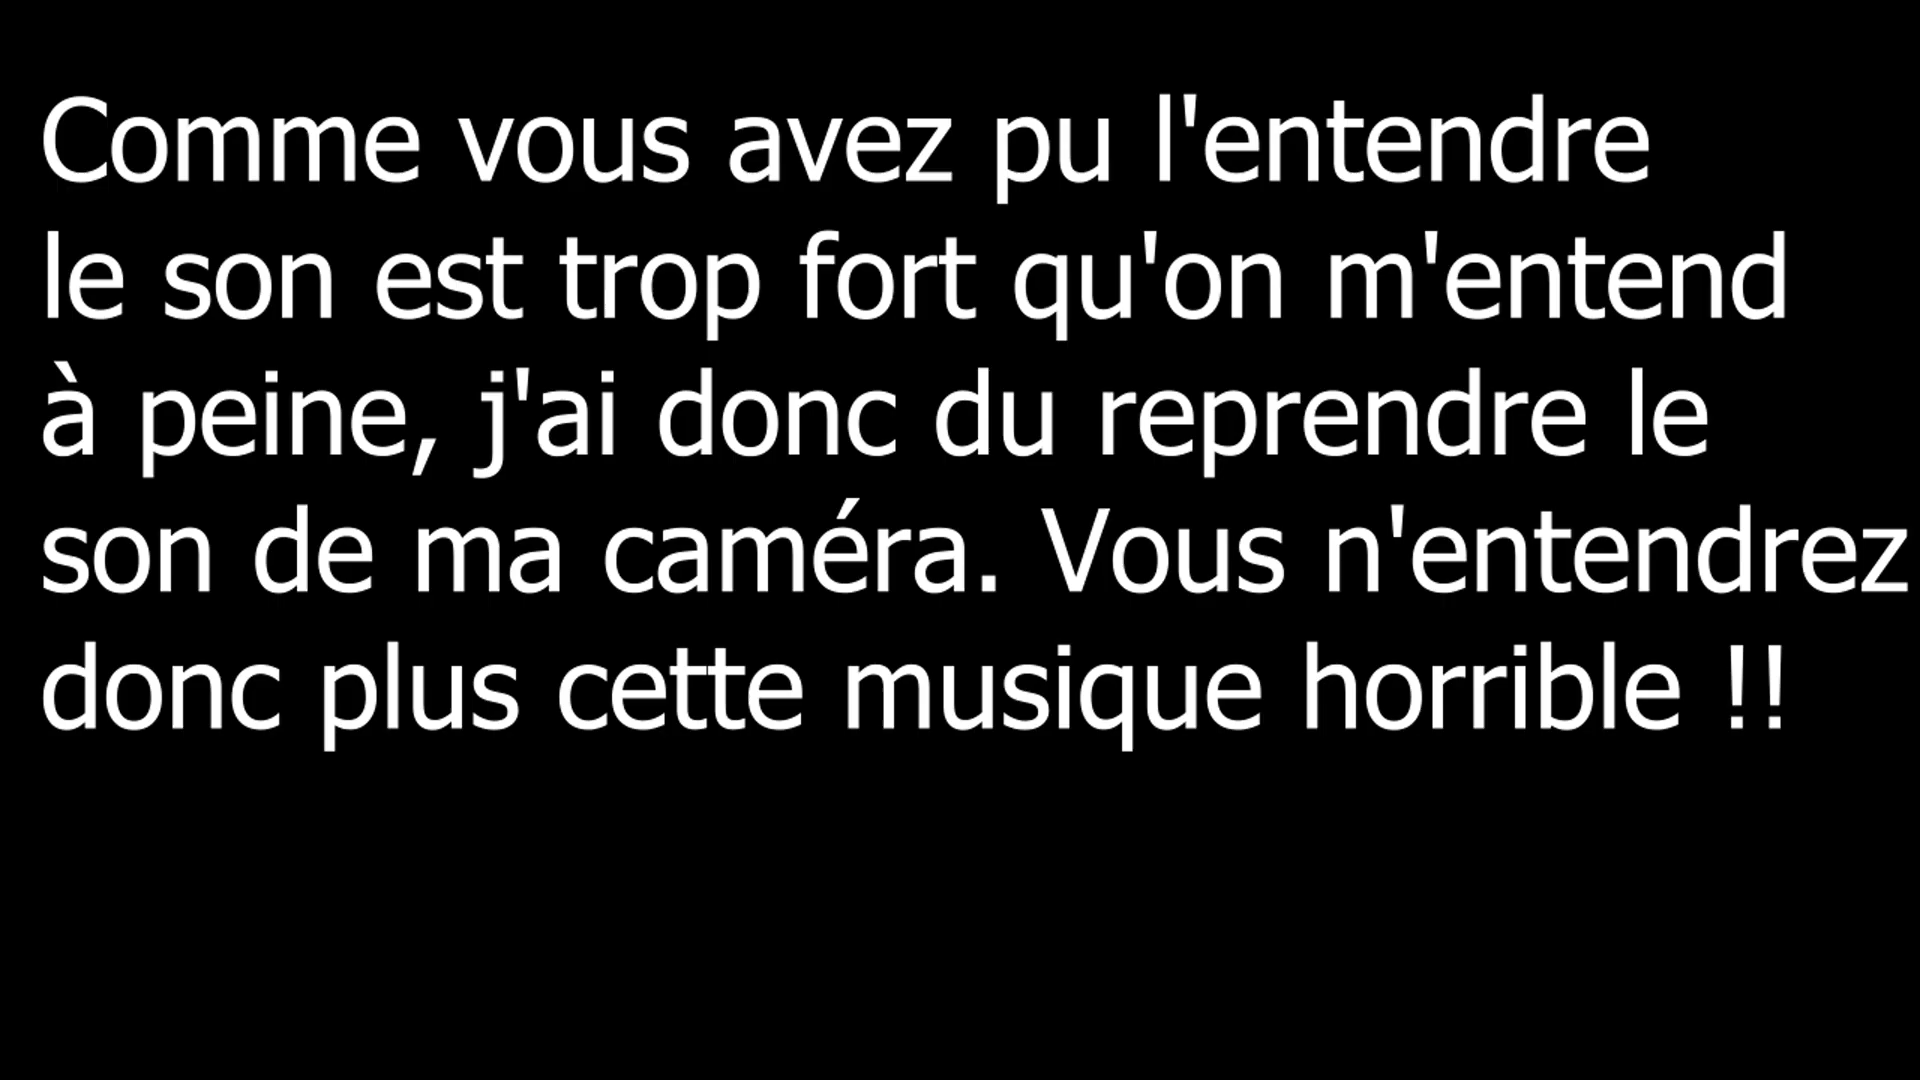 Comme vous avez pu l'entendre
le son est trop fort qu'on m'entend
à peine, j'ai donc du reprendre le
son de ma caméra. Vous n'entendrez
donc plus cette musique horrible !!